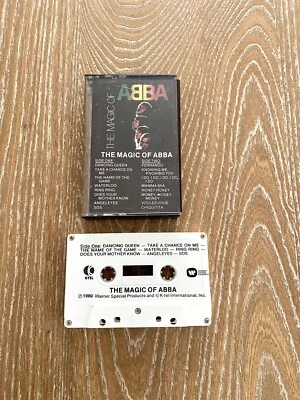 THE MAGIC OF ABBA
THE MAGIC OF ABBA
SIDE ONE
DANCING QUEEN
TAKE A CHANCE ON
ME
THE NAME OF THE
GAME
WATERLOO
RING RING
DOES YOUR
MOTHER KNOW
ANGELEYES
SOS
SIDE TWO
FERNANDO
KNOWING ME
KNOWING YOU
I DO, I DO, I DO, I DO,
I DO
MAMMA MIA
MONEY MONEY
MONEY
VOULEZ-VOUS
CHIQUITITA
Side One: DANCING QUEEN — TAKE A CHANCE ON ME
THE NAME OF THE GAME — WATERLOO — RING RING
DOES YOUR MOTHER KNOW — ANGELEYES — SOS
K-TEL
THE MAGIC OF ABBA
Ⓟ1980 Warner Special Products and © K-tel International, Inc.